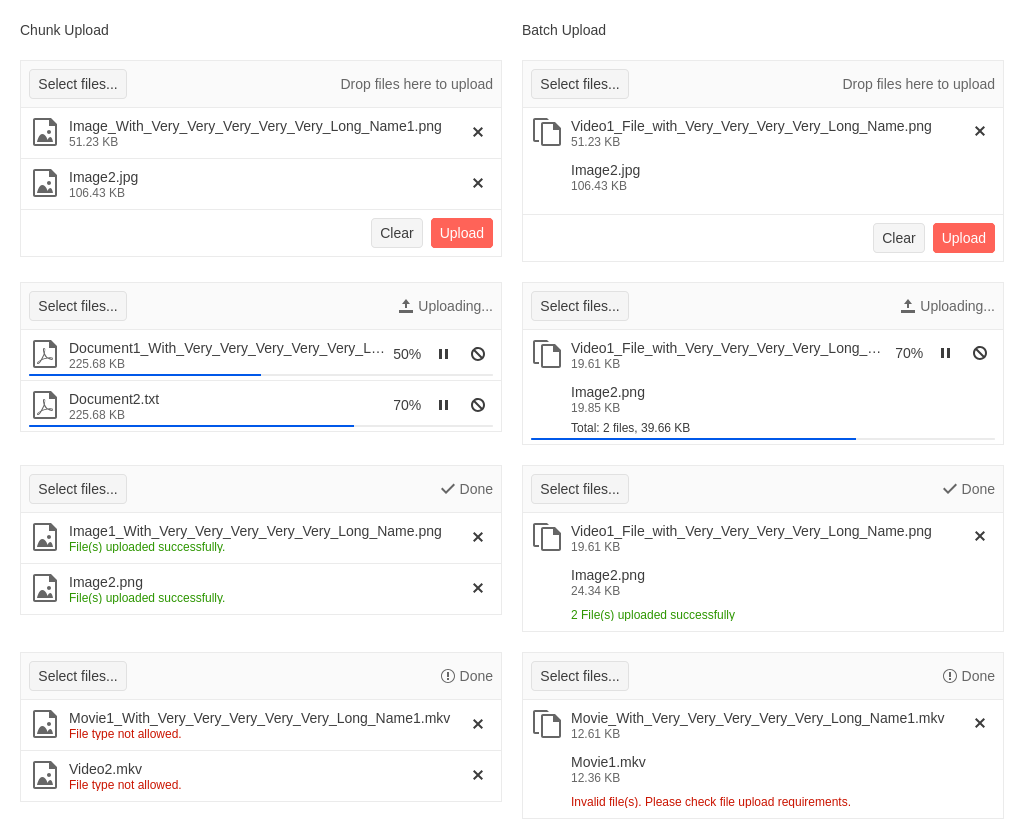 Chunk Upload
Select files...
Drop files here to upload
Image_With_Very_Very_Very_Very_Very_Long_Name1.png
51.23 KB
Image2.jpg
106.43 KB
Clear
Upload
Select files...
Uploading...
Document1_With_Very_Very_Very_Very_Very_L...
50%
225.68 KB
Document2.txt
70%
225.68 KB
Select files...
Done
Image1_With_Very_Very_Very_Very_Very_Long_Name.png
File(s) uploaded successfully.
Image2.png
File(s) uploaded successfully.
Select files...
Done
Movie1_With_Very_Very_Very_Very_Very_Long_Name1.mkv
File type not allowed.
Video2.mkv
File type not allowed.
Batch Upload
Select files...
Drop files here to upload
Video1_File_with_Very_Very_Very_Very_Long_Name.png
51.23 KB
Image2.jpg
106.43 KB
Clear
Upload
Select files...
Uploading...
Video1_File_with_Very_Very_Very_Very_Long_...
70%
19.61 KB
Image2.png
19.85 KB
Total: 2 files, 39.66 KB
Select files...
Done
Video1_File_with_Very_Very_Very_Very_Long_Name.png
19.61 KB
Image2.png
24.34 KB
2 File(s) uploaded successfully
Select files...
Done
Movie_With_Very_Very_Very_Very_Very_Long_Name1.mkv
12.61 KB
Movie1.mkv
12.36 KB
Invalid file(s). Please check file upload requirements.